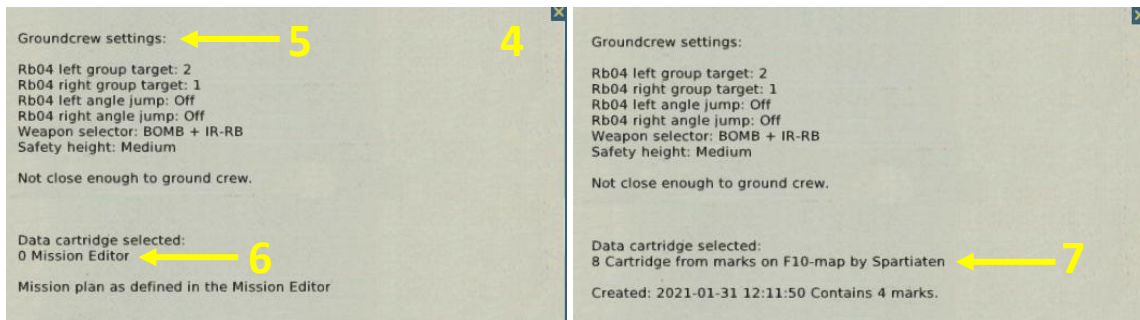 Groundcrew settings:
5
4
Rb04 left group target: 2
Rb04 right group target: 1
Rb04 left angle jump: Off
Rb04 right angle jump: Off
Weapon selector: BOMB + IR-RB
Safety height: Medium
Not close enough to ground crew.
Data cartridge selected:
0 Mission Editor
6
Mission plan as defined in the Mission Editor
Groundcrew settings:
Rb04 left group target: 2
Rb04 right group target: 1
Rb04 left angle jump: Off
Rb04 right angle jump: Off
Weapon selector: BOMB + IR-RB
Safety height: Medium
Not close enough to ground crew.
Data cartridge selected:
8 Cartridge from marks on F10-map by Spartiaten
7
Created: 2021-01-31 12:11:50 Contains 4 marks.